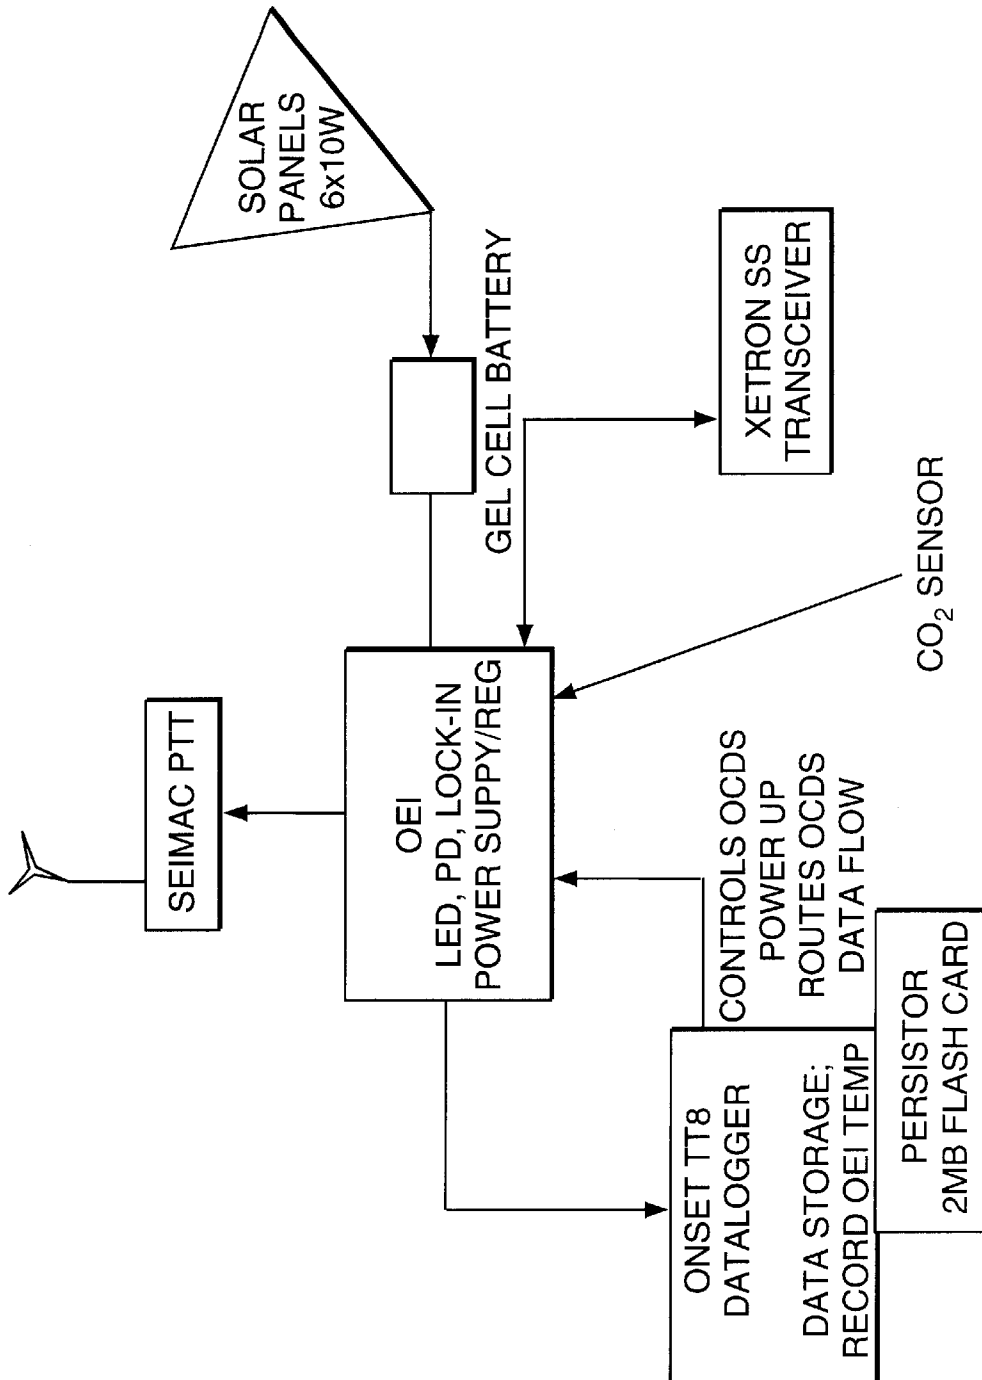 SOLAR
PANELS
6x10W
GEL CELL BATTERY
XETRON SS
TRANSCEIVER
SEIMAC PTT
OEI
LED, PD, LOCK-IN
POWER SUPPY/REG
CO₂ SENSOR
CONTROLS OCDS
POWER UP
ROUTES OCDS
DATA FLOW
ONSET TT8
DATALOGGER
DATA STORAGE;
RECORD OEI TEMP
PERSISTOR
2MB FLASH CARD